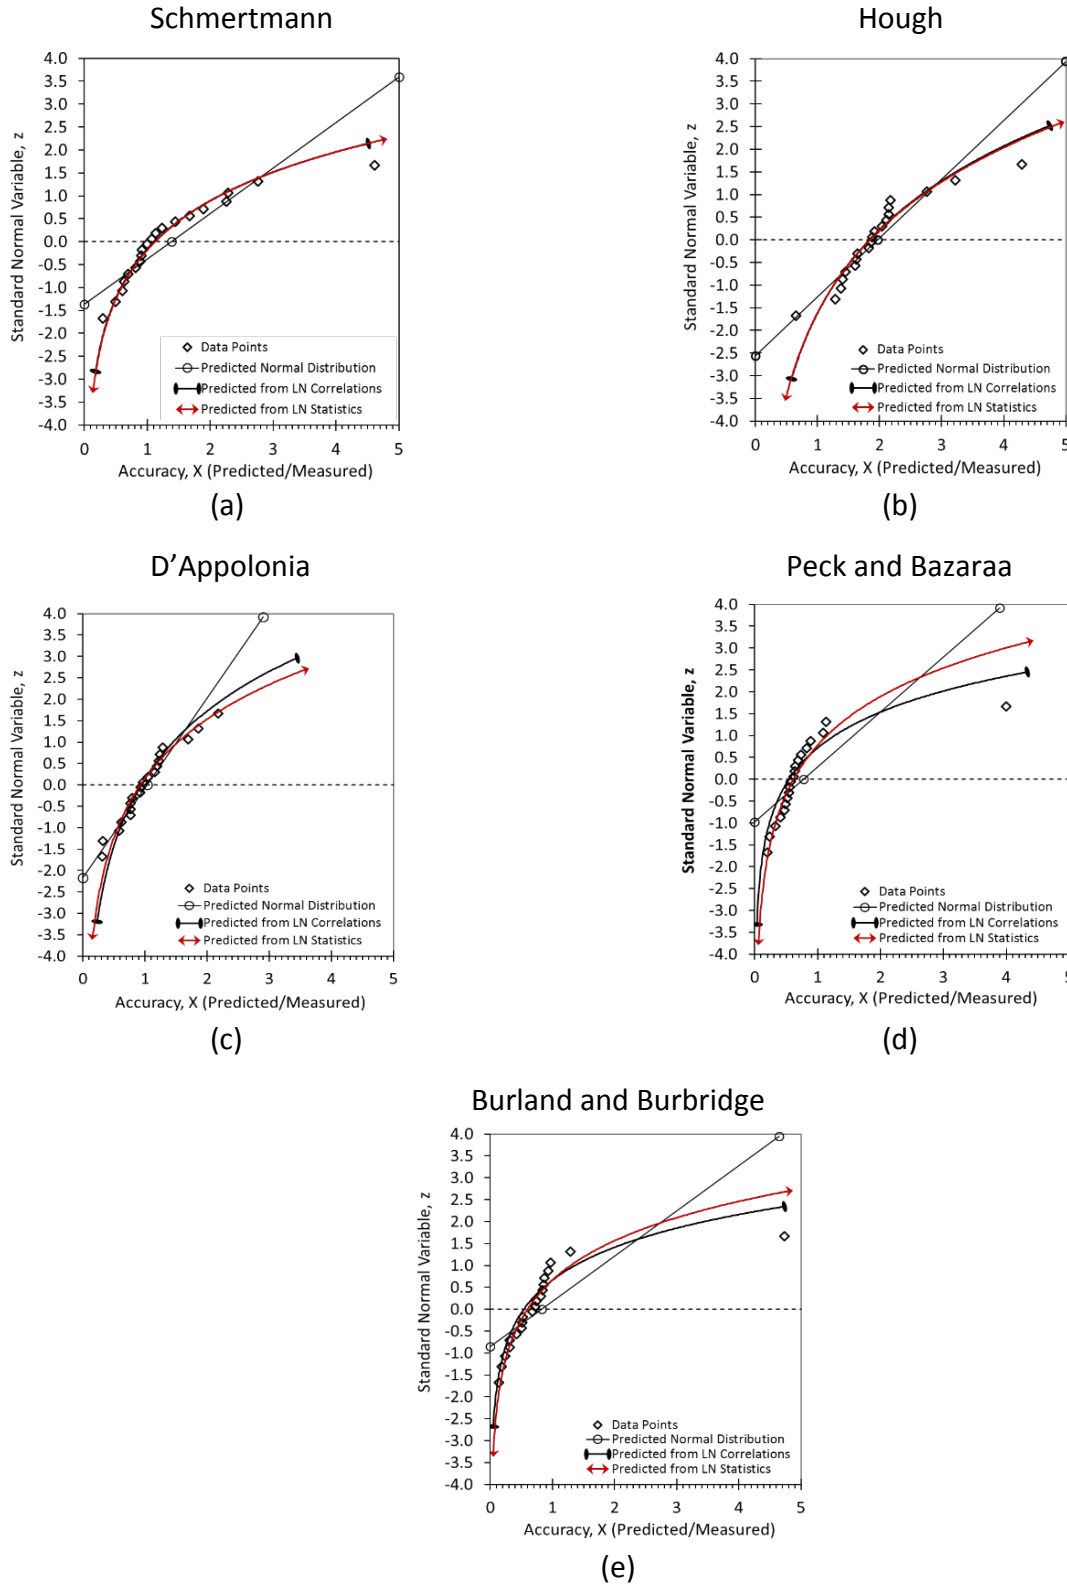 Schmertmann
Standard Normal Variable, z
4.0
3.5
3.0
2.5
2.0
1.5
1.0
0.5
0.0
-0.5
-1.0
-1.5
-2.0
-2.5
-3.0
-3.5
-4.0
Data Points
Predicted Normal Distribution
Predicted from LN Correlations
Predicted from LN Statistics
0 1 2 3 4 5
Accuracy, X (Predicted/Measured)
(a)
Hough
Standard Normal Variable, z
4.0
3.5
3.0
2.5
2.0
1.5
1.0
0.5
0.0
-0.5
-1.0
-1.5
-2.0
-2.5
-3.0
-3.5
-4.0
Data Points
Predicted Normal Distribution
Predicted from LN Correlations
Predicted from LN Statistics
0 1 2 3 4 5
Accuracy, X (Predicted/Measured)
(b)
D’Appolonia
Standard Normal Variable, z
4.0
3.5
3.0
2.5
2.0
1.5
1.0
0.5
0.0
-0.5
-1.0
-1.5
-2.0
-2.5
-3.0
-3.5
-4.0
Data Points
Predicted Normal Distribution
Predicted from LN Correlations
Predicted from LN Statistics
0 1 2 3 4 5
Accuracy, X (Predicted/Measured)
(c)
Peck and Bazaraa
Standard Normal Variable, z
4.0
3.5
3.0
2.5
2.0
1.5
1.0
0.5
0.0
-0.5
-1.0
-1.5
-2.0
-2.5
-3.0
-3.5
-4.0
Data Points
Predicted Normal Distribution
Predicted from LN Correlations
Predicted from LN Statistics
0 1 2 3 4 5
Accuracy, X (Predicted/Measured)
(d)
Burland and Burbridge
Standard Normal Variable, z
4.0
3.5
3.0
2.5
2.0
1.5
1.0
0.5
0.0
-0.5
-1.0
-1.5
-2.0
-2.5
-3.0
-3.5
-4.0
Data Points
Predicted Normal Distribution
Predicted from LN Correlations
Predicted from LN Statistics
0 1 2 3 4 5
Accuracy, X (Predicted/Measured)
(e)